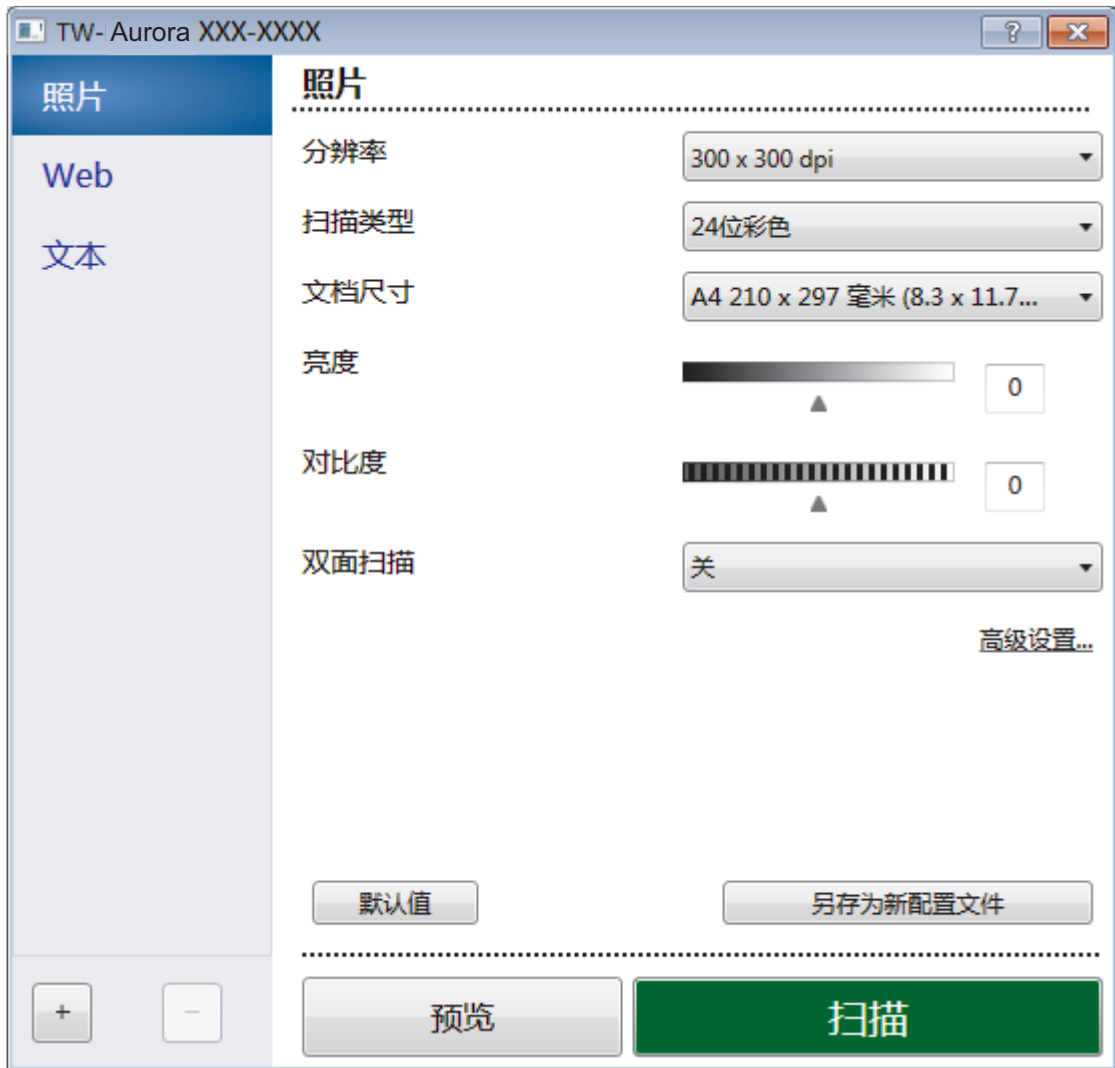 TW- Aurora XXX-XXXX
?
照片
Web
文本
照片
分辨率 300 x 300 dpi
扫描类型 24位彩色
文档尺寸 A4 210 x 297 毫米 (8.3 x 11.7...
亮度 0
对比度 0
双面扫描 关
高级设置...
默认值 另存为新配置文件
+ − 预览 扫描